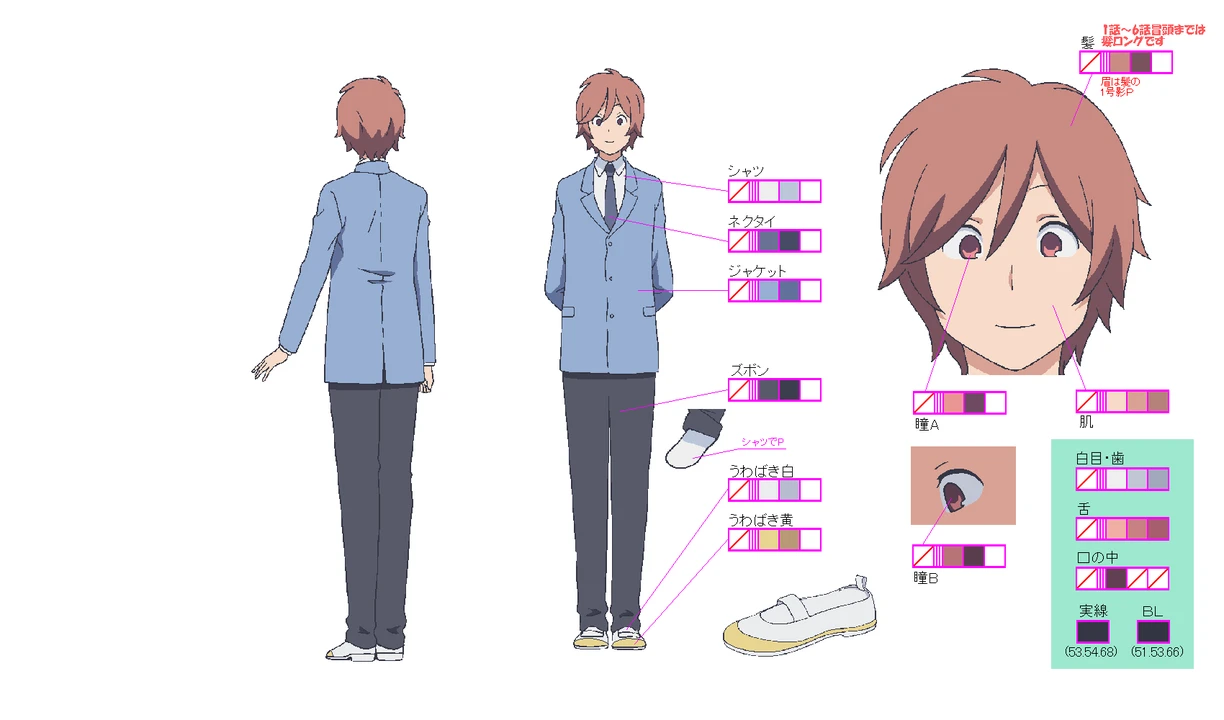 1話～6話冒頭までは
髪ロングです
髪
眉は髪の
1号影P
シャツ
ネクタイ
ジャケット
ズボン
シャツでP
うわばき白
うわばき黄
瞳A
肌
瞳B
白目・歯
舌
口の中
実線
BL
(53.54.68)
(51.53.66)